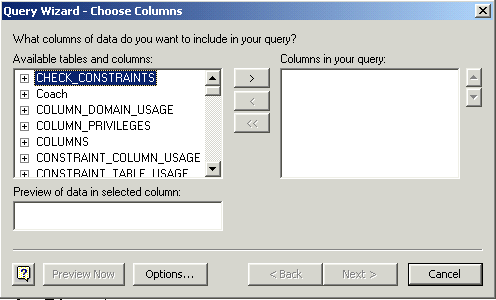 Query Wizard - Choose Columns
What columns of data do you want to include in your query?
Available tables and columns:
Columns in your query:
CHECK_CONSTRAINTS
Coach
COLUMN_DOMAIN_USAGE
COLUMN_PRIVILEGES
COLUMNS
CONSTRAINT_COLUMN_USAGE
CONSTRAINT_TABLE_USAGE
>
<
<<
Preview of data in selected column:
Preview Now
Options...
< Back
Next >
Cancel